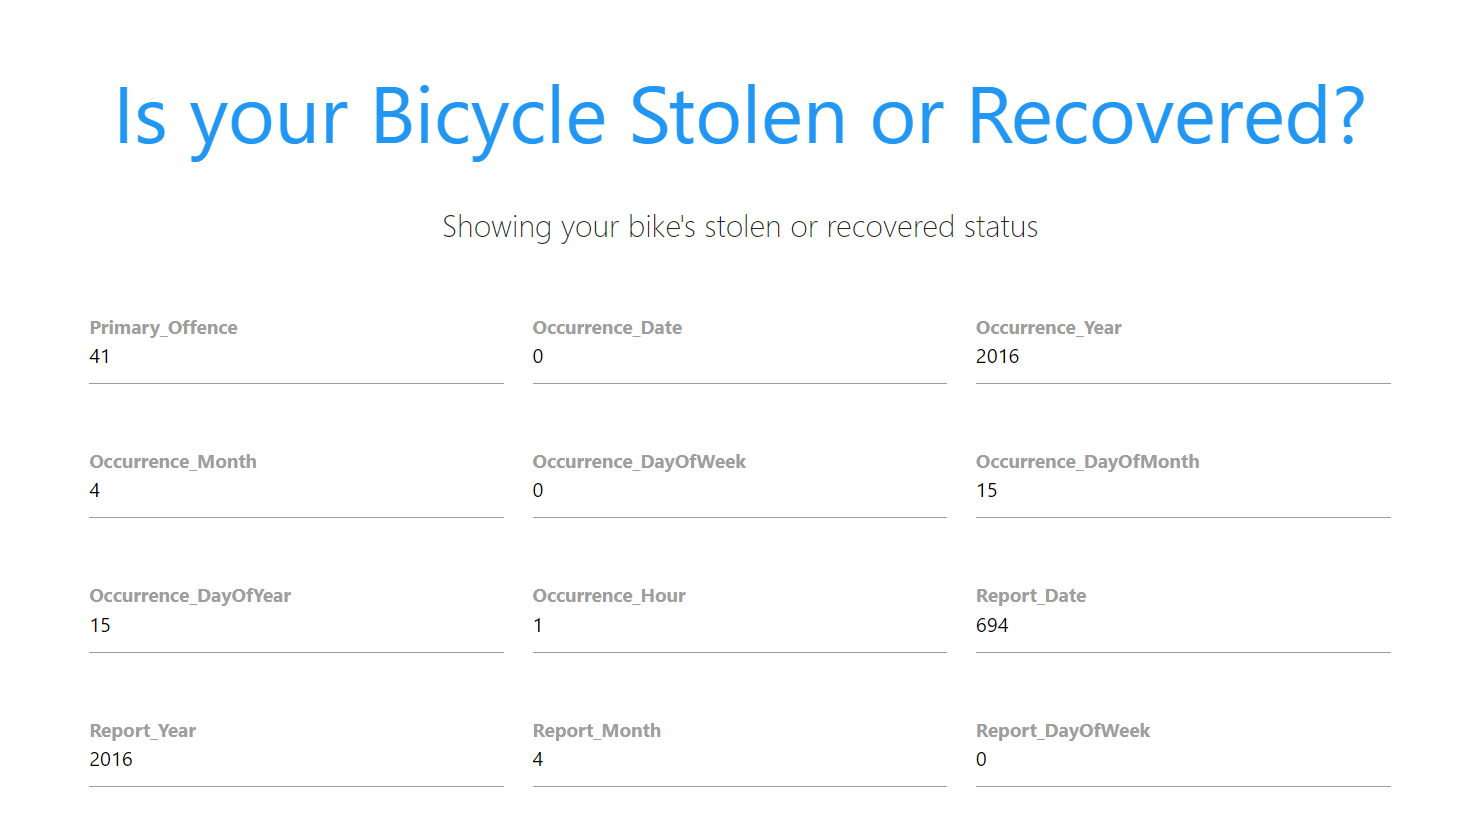 Is your Bicycle Stolen or Recovered?
Showing your bike's stolen or recovered status
Primary_Offence
41
Occurrence_Date
0
Occurrence_Year
2016
Occurrence_Month
4
Occurrence_DayOfWeek
0
Occurrence_DayOfMonth
15
Occurrence_DayOfYear
15
Occurrence_Hour
1
Report_Date
694
Report_Year
2016
Report_Month
4
Report_DayOfWeek
0